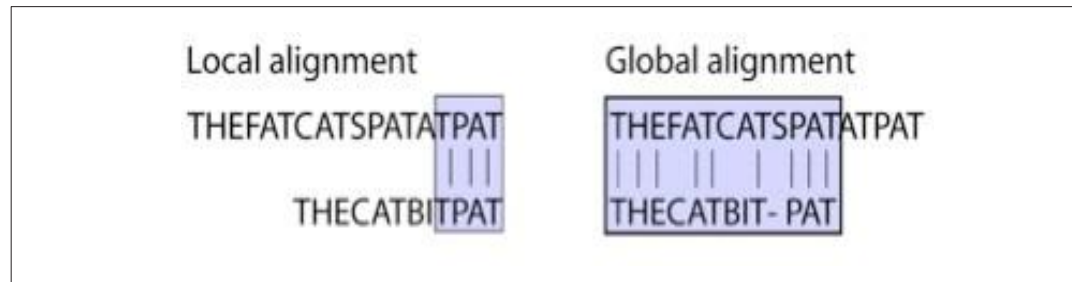 Local alignment
THEFATCATSPATATPAT
THECATBITPAT
Global alignment
THEFATCATSPATATPAT
THECATBIT- PAT